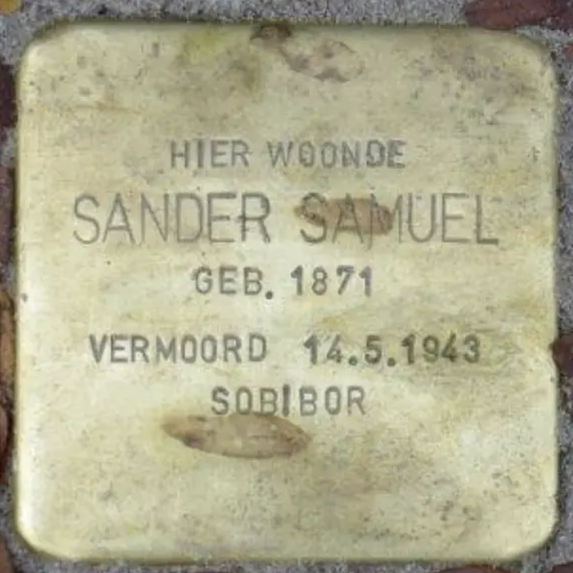 HIER WOONDE
SANDER SAMUEL
GEB. 1871
VERMOORD 14.5.1943
SOBIBOR